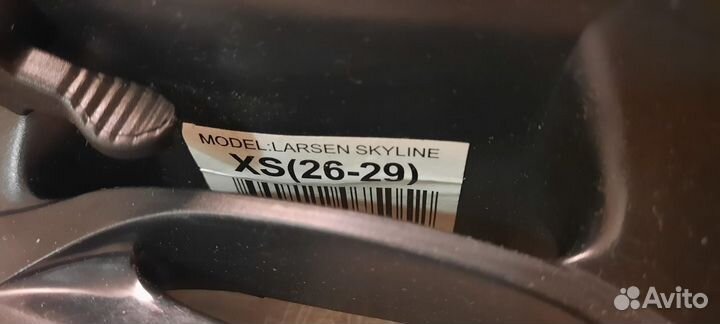 MODEL:LARSEN SKYLINE
XS(26-29)
Avito